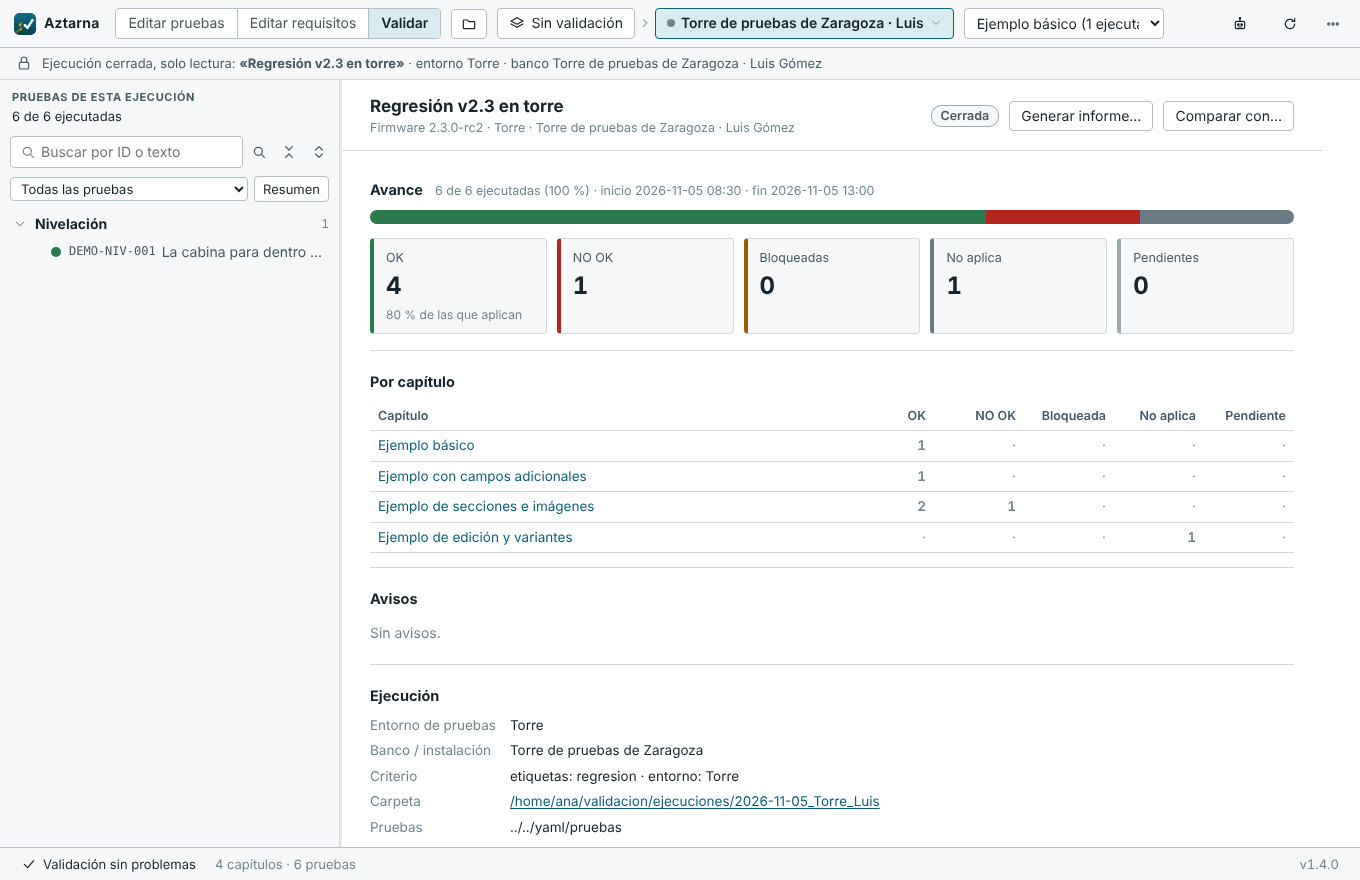 Aztarna
Editar pruebas
Editar requisitos
Validar
Sin validación
Torre de pruebas de Zaragoza · Luis
Ejemplo básico (1 ejecuta
Ejecución cerrada, solo lectura: «Regresión v2.3 en torre» · entorno Torre · banco Torre de pruebas de Zaragoza · Luis Gómez
PRUEBAS DE ESTA EJECUCIÓN
6 de 6 ejecutadas
Buscar por ID o texto
Todas las pruebas
Resumen
Nivelación 1
DEMO-NIV-001 La cabina para dentro ...
Regresión v2.3 en torre
Firmware 2.3.0-rc2 · Torre · Torre de pruebas de Zaragoza · Luis Gómez
Cerrada
Generar informe...
Comparar con...
Avance 6 de 6 ejecutadas (100 %) · inicio 2026-11-05 08:30 · fin 2026-11-05 13:00
OK
4
80 % de las que aplican
NO OK
1
Bloqueadas
0
No aplica
1
Pendientes
0
Por capítulo
Capítulo OK NO OK Bloqueada No aplica Pendiente
Ejemplo básico 1 · · · ·
Ejemplo con campos adicionales 1 · · · ·
Ejemplo de secciones e imágenes 2 1 · · ·
Ejemplo de edición y variantes · · · 1 ·
Avisos
Sin avisos.
Ejecución
Entorno de pruebas Torre
Banco / instalación Torre de pruebas de Zaragoza
Criterio etiquetas: regresion · entorno: Torre
Carpeta /home/ana/validacion/ejecuciones/2026-11-05_Torre_Luis
Pruebas ../../yaml/pruebas
Validación sin problemas 4 capítulos · 6 pruebas
v1.4.0